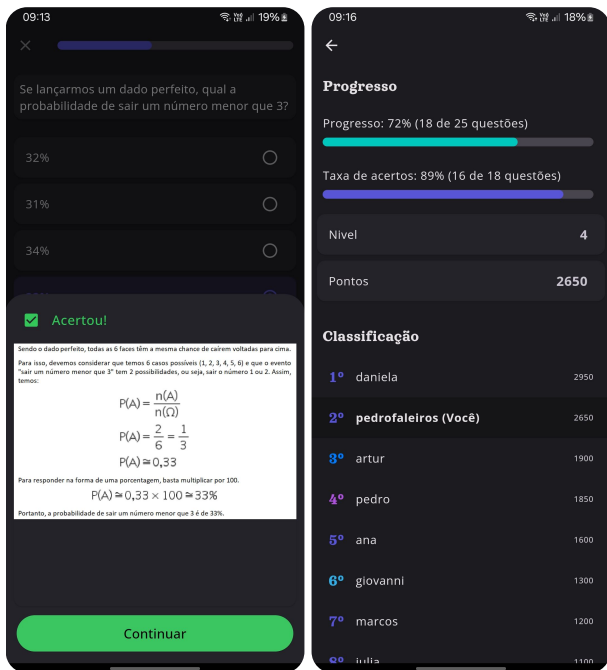 09:13
19%
Se lançarmos um dado perfeito, qual a
probabilidade de sair um número menor que 3?
32%
31%
34%
Acertou!
Sendo o dado perfeito, todas as 6 faces têm a mesma chance de caírem voltadas para cima.
Para isso, devemos considerar que temos 6 casos possíveis (1, 2, 3, 4, 5, 6) e que o evento
"sair um número menor que 3" tem 2 possibilidades, ou seja, sair o número 1 ou 2. Assim,
temos:
P(A) = n(A)/n(Ω)
P(A) = 2/6 = 1/3
P(A) ≅ 0,33
Para responder na forma de uma porcentagem, basta multiplicar por 100.
P(A) ≅ 0,33 × 100 ≅ 33%
Portanto, a probabilidade de sair um número menor que 3 é de 33%.
Continuar
09:16
18%
Progresso
Progresso: 72% (18 de 25 questões)
Taxa de acertos: 89% (16 de 18 questões)
Nivel 4
Pontos 2650
Classificação
1º daniela 2950
2º pedrofaleiros (Você) 2650
3º artur 1900
4º pedro 1850
5º ana 1600
6º giovanni 1300
7º marcos 1200
8º julia 1100